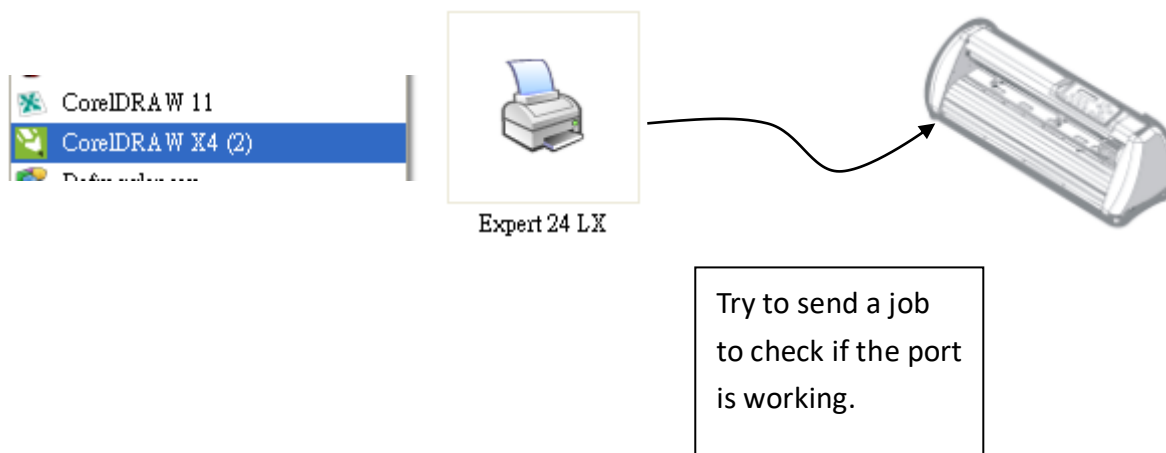 CorelDRAW 11
CorelDRAW X4 (2)
Expert 24 LX
Try to send a job
to check if the port
is working.